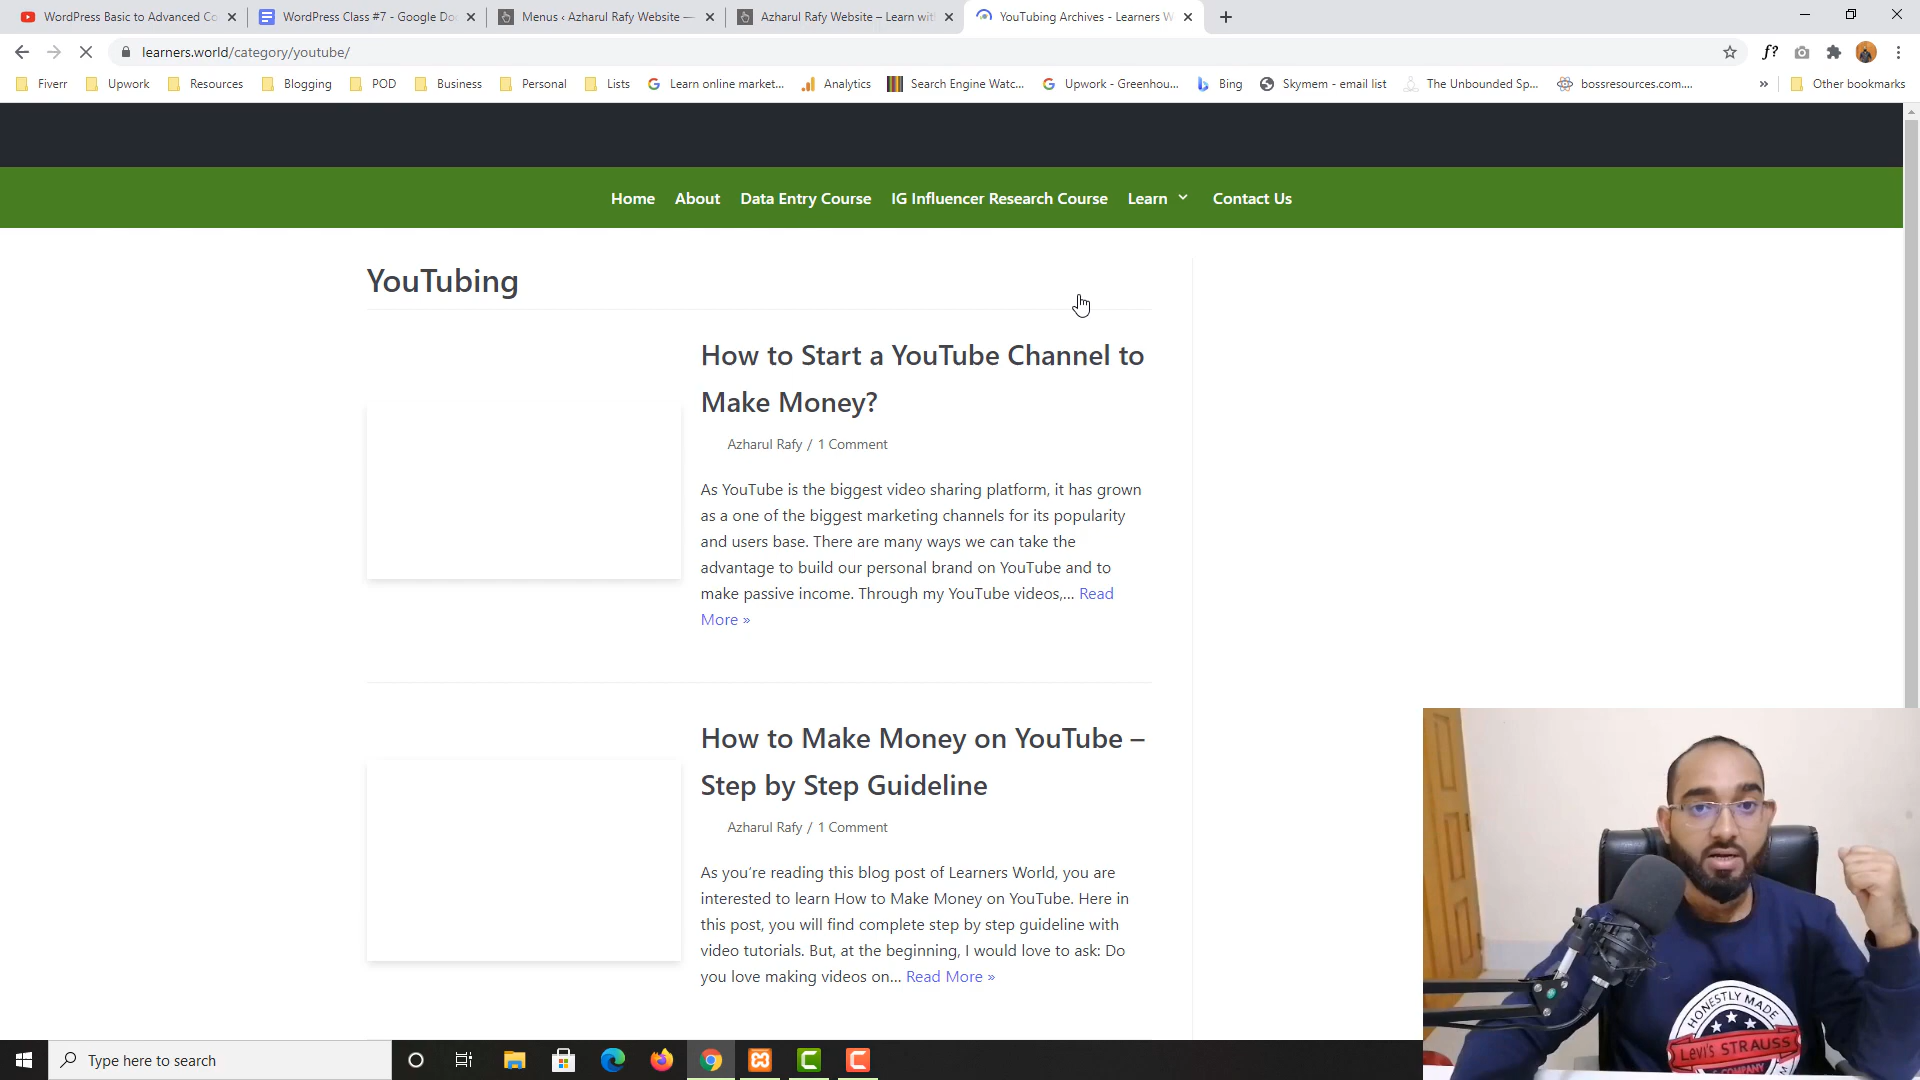 WordPress Basic to Advanced Co
WordPress Class #7 - Google Do
Menus ‹ Azharul Rafy Website —
Azharul Rafy Website – Learn wit
YouTubing Archives - Learners W
learners.world/category/youtube/
f?
Fiverr
Upwork
Resources
Blogging
POD
Business
Personal
Lists
Learn online market...
Analytics
Search Engine Watc...
Upwork - Greenhou...
Bing
Skymem - email list
The Unbounded Sp...
bossresources.com....
»
Other bookmarks
Home
About
Data Entry Course
IG Influencer Research Course
Learn
Contact Us
YouTubing
How to Start a YouTube Channel to
Make Money?
Azharul Rafy / 1 Comment
As YouTube is the biggest video sharing platform, it has grown
as a one of the biggest marketing channels for its popularity
and users base. There are many ways we can take the
advantage to build our personal brand on YouTube and to
make passive income. Through my YouTube videos,... Read
More »
How to Make Money on YouTube –
Step by Step Guideline
Azharul Rafy / 1 Comment
As you’re reading this blog post of Learners World, you are
interested to learn How to Make Money on YouTube. Here in
this post, you will find complete step by step guideline with
video tutorials. But, at the beginning, I would love to ask: Do
you love making videos on... Read More »
HONESTLY MADE
Levi's STRAUSS
& COMPANY
Type here to search